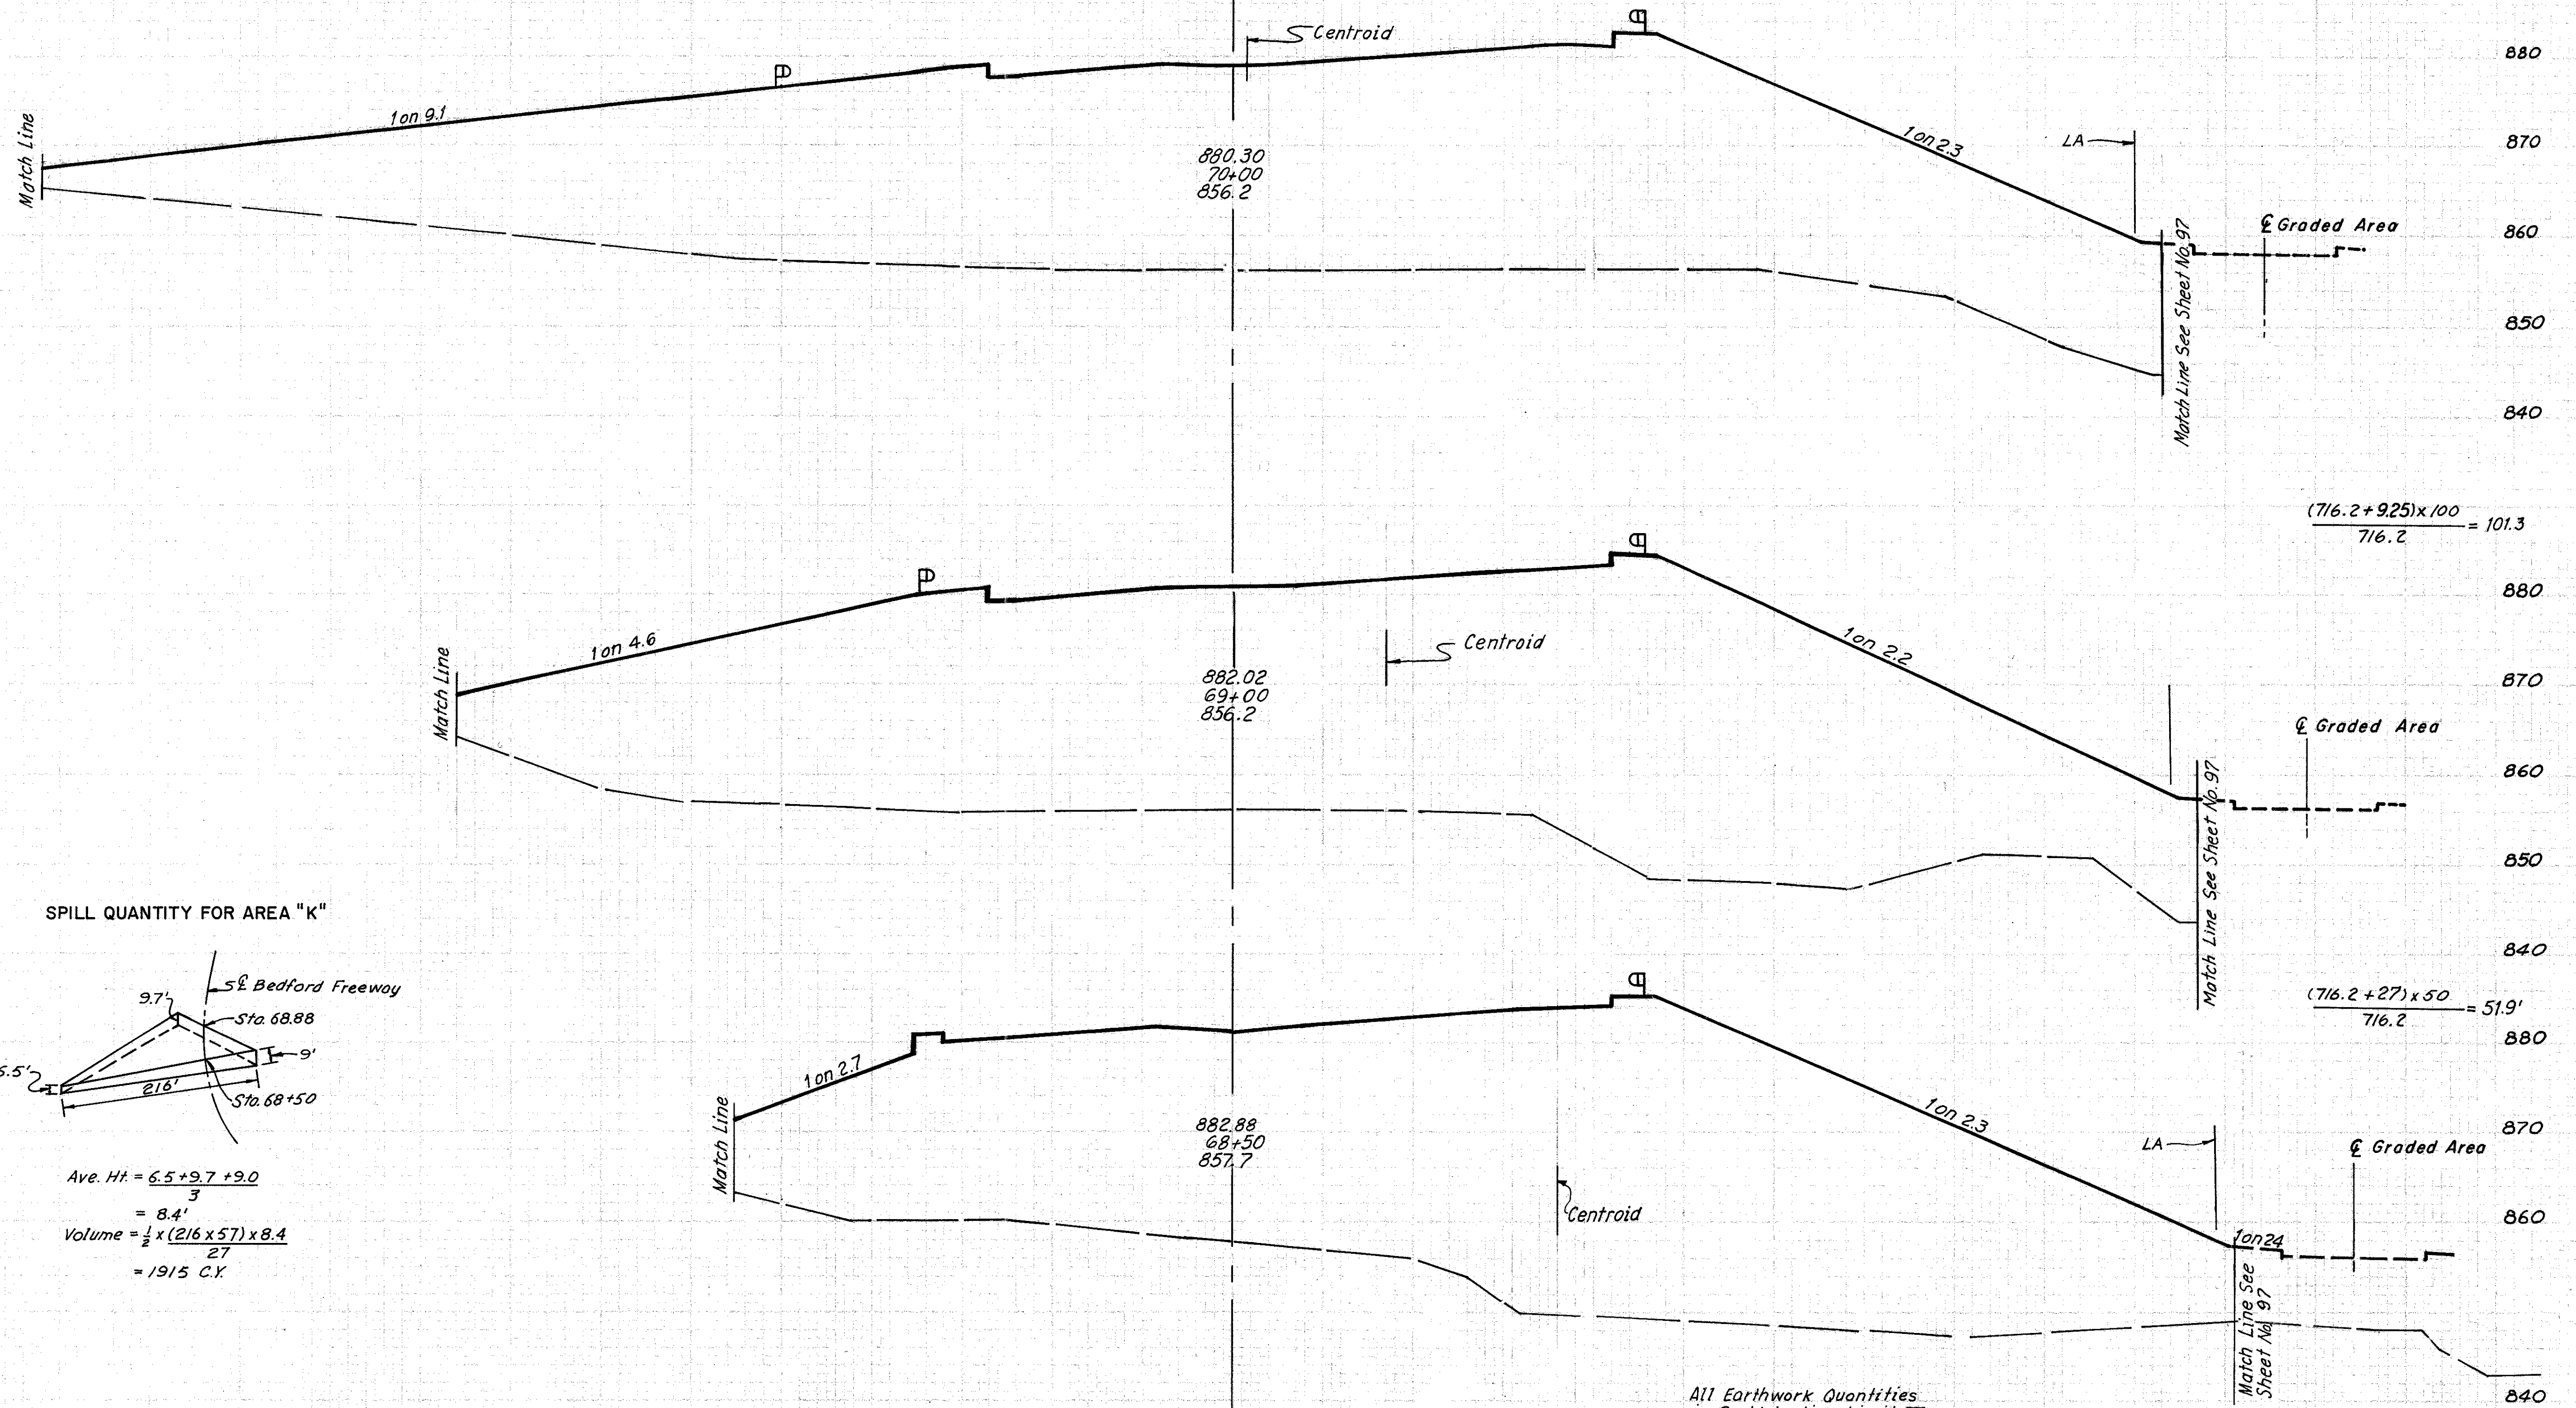 Centroid
880
1 on 9.1
Match Line
880.30
70+00
856.2
1 on 2.3
LA
870
Match Line See Sheet No. 97
℄ Graded Area
860
850
840
(716.2+9.25)x100
716.2
= 101.3
880
1 on 4.6
Match Line
Centroid
882.02
69+00
856.2
1 on 2.2
870
℄ Graded Area
Match Line See Sheet No. 97
860
850
840
SPILL QUANTITY FOR AREA "K"
℄ Bedford Freeway
9.7'
Sta. 68.88
9'
216'
Sta. 68+50
Ave. Ht. = 6.5+9.7+9.0
3
= 8.4'
Volume = ½ x (216 x 57) x 8.4
27
= 1915 C.Y.
(716.2+27)x50
716.2
= 51.9'
880
1 on 2.7
Match Line
882.88
68+50
857.7
Centroid
1 on 2.3
LA
870
℄ Graded Area
860
1 on 24
Match Line See
Sheet No. 97
840
All Earthwork Quantities